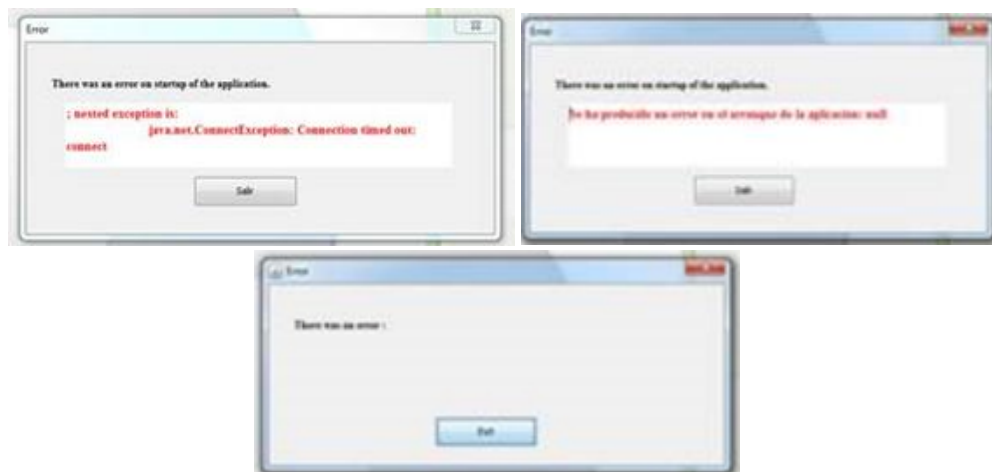 Error
There was an error on startup of the application.
; nested exception is:
java.net.ConnectException: Connection timed out:
connect
Salir
Error
There was an error on startup of the application.
Se ha producido un error en el arranque de la aplicacion: null
Salir
Error
There was an error :
Exit